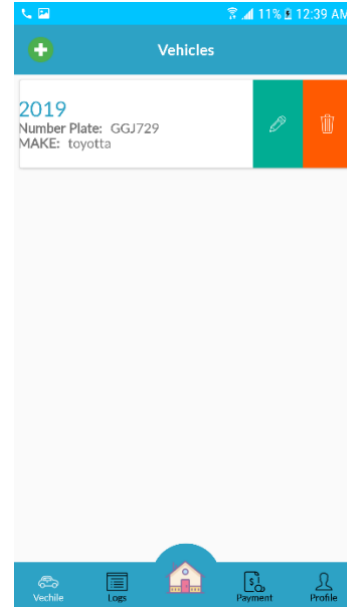 11% 12:39 AM
Vehicles
2019
Number Plate: GGJ729
MAKE: toyotta
Vechile
Logs
Payment
Profile